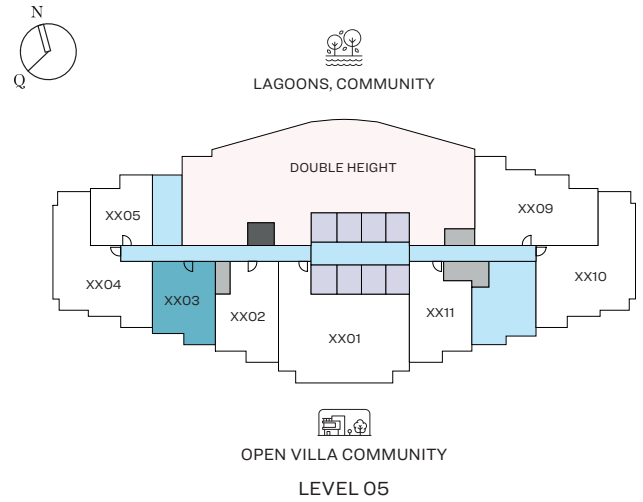 N
Q
LAGOONS, COMMUNITY
DOUBLE HEIGHT
XX05
XX09
XX04
XX03
XX02
XX01
XX11
XX10
OPEN VILLA COMMUNITY
LEVEL 05